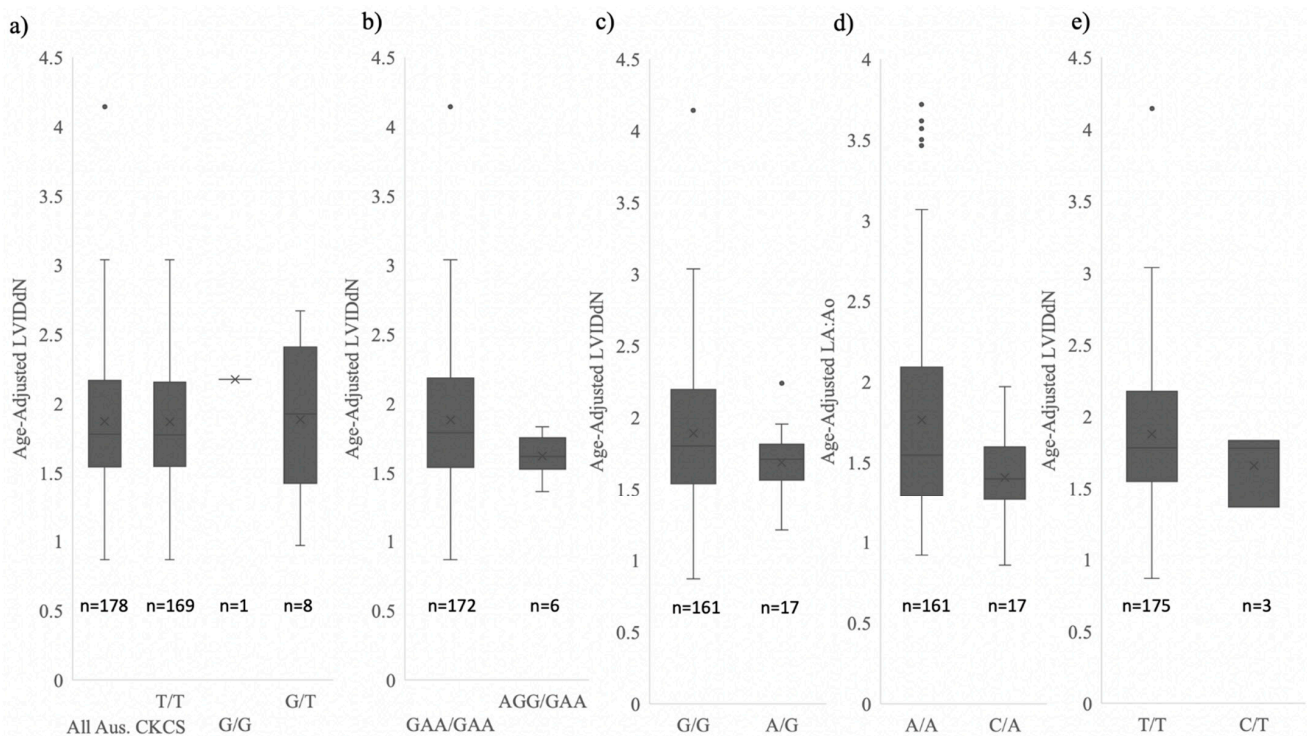 a)
Age-Adjusted LVIDdN
4.5
4
3.5
3
2.5
2
1.5
1
0.5
0
n=178
n=169
n=1
n=8
T/T
G/T
All Aus. CKCS
G/G
b)
Age-Adjusted LVIDdN
4.5
4
3.5
3
2.5
2
1.5
1
0.5
0
n=172
n=6
AGG/GAA
GAA/GAA
c)
Age-Adjusted LVIDdN
4.5
4
3.5
3
2.5
2
1.5
1
0.5
0
n=161
n=17
G/G
A/G
d)
Age-Adjusted LA:Ao
4
3.5
3
2.5
2
1.5
1
0.5
0
n=161
n=17
A/A
C/A
e)
Age-Adjusted LVIDdN
4.5
4
3.5
3
2.5
2
1.5
1
0.5
0
n=175
n=3
T/T
C/T